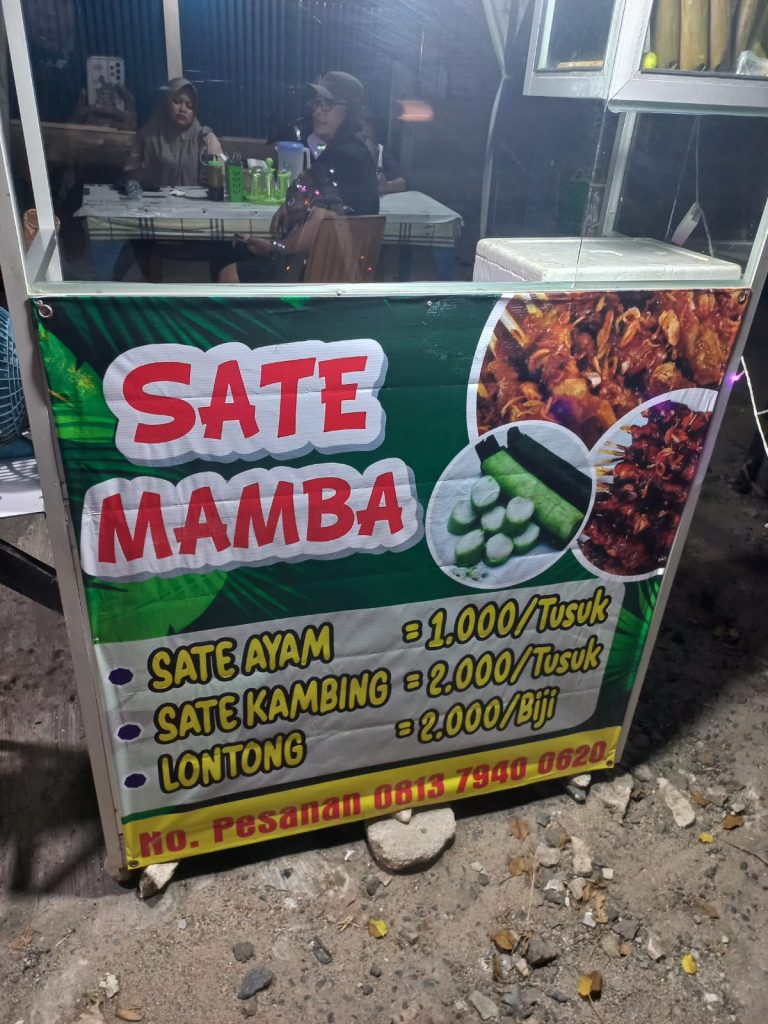 SATE
MAMBA
SATE AYAM = 1.000/Tusuk
SATE KAMBING = 2.000/Tusuk
LONTONG = 2.000/Biji
No. Pesanan 0813 7940 0620